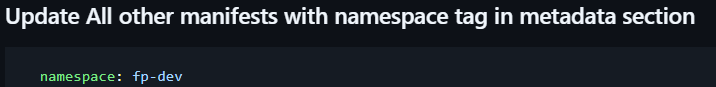 Update All other manifests with namespace tag in metadata section
namespace: fp-dev